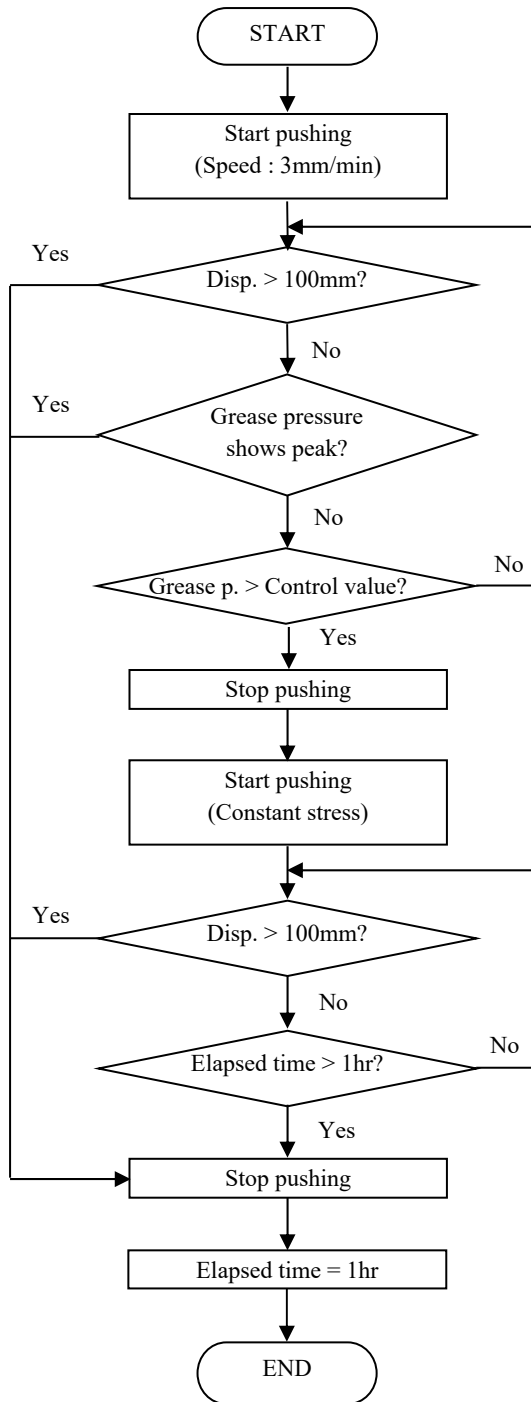 START
Start pushing
(Speed : 3mm/min)
Yes
Disp. > 100mm?
No
Yes
Grease pressure
shows peak?
No
No
Grease p. > Control value?
Yes
Stop pushing
Start pushing
(Constant stress)
Yes
Disp. > 100mm?
No
No
Elapsed time > 1hr?
Yes
Stop pushing
Elapsed time = 1hr
END